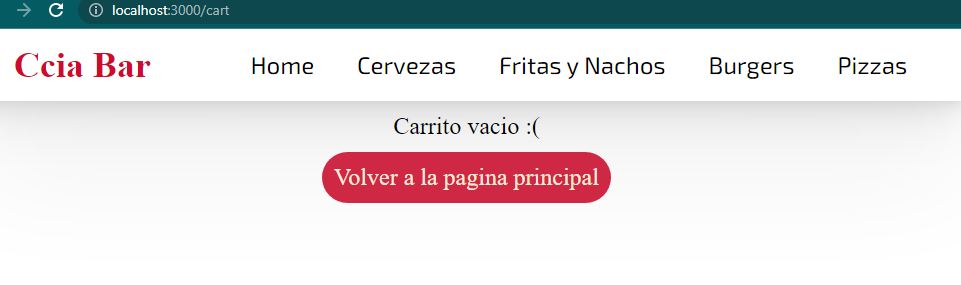 localhost:3000/cart
Ccia Bar Home Cervezas Fritas y Nachos Burgers Pizzas
Carrito vacio :(
Volver a la pagina principal